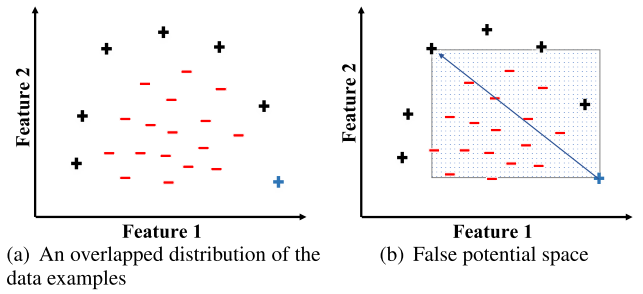 Feature 2
Feature 1
(a) An overlapped distribution of the
data examples
Feature 2
Feature 1
(b) False potential space